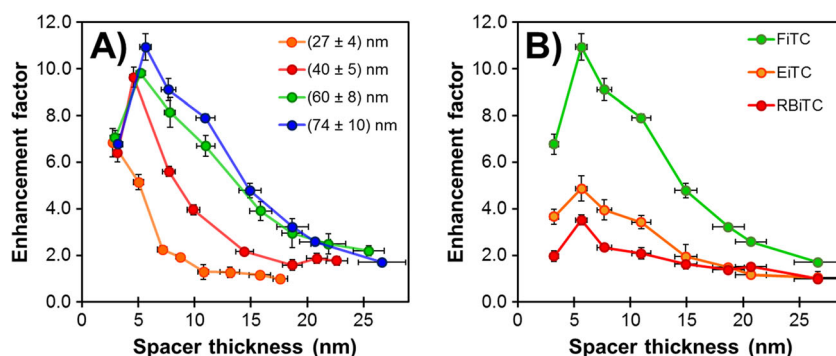 A)
(27 ± 4) nm
(40 ± 5) nm
(60 ± 8) nm
(74 ± 10) nm
Enhancement factor
12.0
10.0
8.0
6.0
4.0
2.0
0.0
0 5 10 15 20 25
Spacer thickness (nm)
B)
FiTC
EiTC
RBiTC
Enhancement factor
12.0
10.0
8.0
6.0
4.0
2.0
0.0
0 5 10 15 20 25
Spacer thickness (nm)